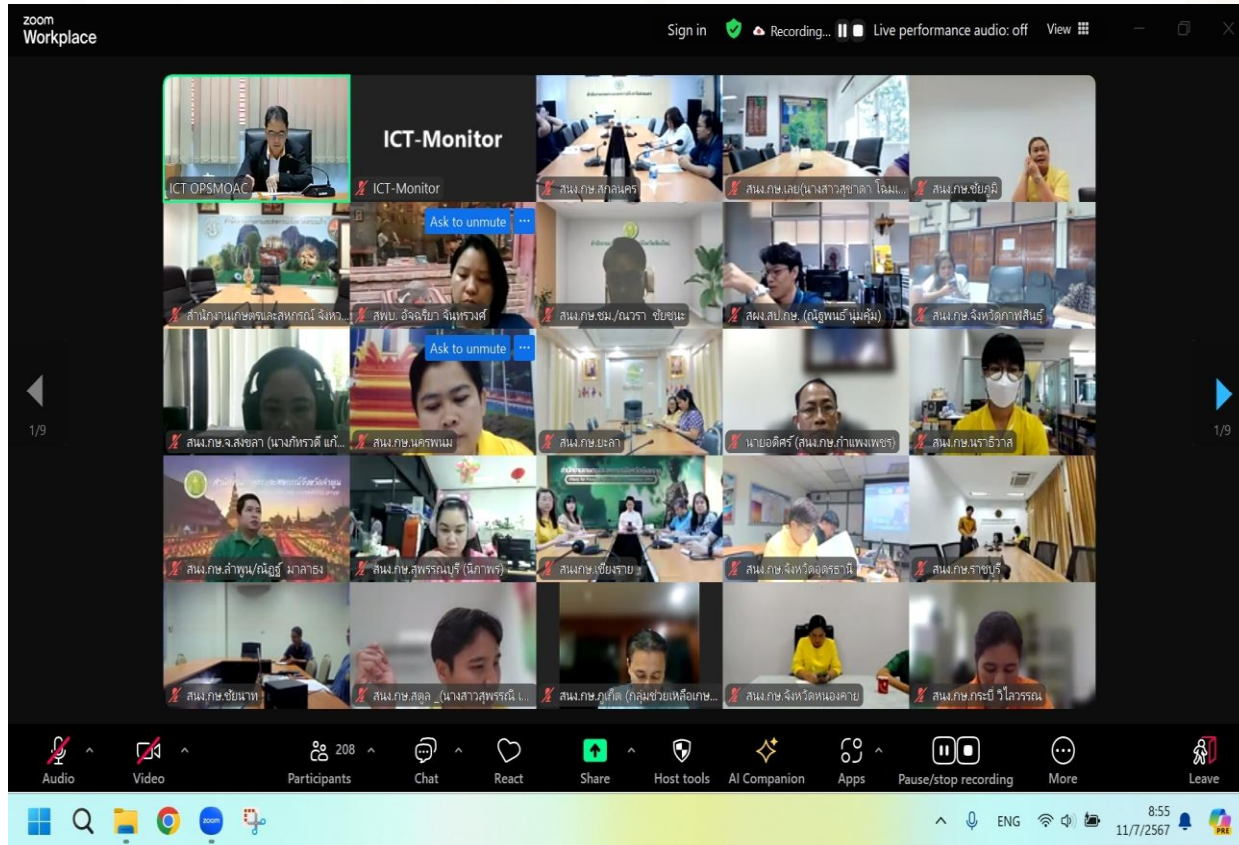 zoom
Workplace
Sign in
Recording...
Live performance audio: off
View
ICT OPSMOAC
ICT-Monitor
ICT-Monitor
สนง.กษ.สกลนคร
สนง.กษ.เลย(นางสาวสุชาดา โฉมเ...
สนง.กษ.ชัยภูมิ
Ask to unmute
...
สำนักงานเกษตรและสหกรณ์ จังหว...
สพบ. อัจฉริยา จันทรวงศ์
สนง.กษ.ชม./ณวรา ชัยชนะ
สผง.สป.กษ. (ณัฐพนธ์ นุ่มคุ้ม)
สนง.กษ.จังหวัดกาฬสินธุ์
Ask to unmute
...
1/9
1/9
สนง.กษ.จ.สงขลา (นางภัทรวดี แก้...
สนง.กษ.นครพนม
สนง.กษ.ยะลา
นายอดิศร์ (สนง.กษ.กำแพงเพชร)
สนง.กษ.นราธิวาส
สนง.กษ.ลำพูน/ณัฏฐ์ มาลาธง
สนง.กษ.สุพรรณบุรี (นิภาพร)
สนงกษ.เชียงราย
สนง.กษ.จังหวัดอุดรธานี
สนง.กษ.ราชบุรี
สนง.กษ.ชัยนาท
สนง.กษ.สตูล _(นางสาวสุพรรณิ เ...
สนง.กษ.ภูเก็ต (กลุ่มช่วยเหลือเกษ...
สนง.กษ.จังหวัดหนองคาย
สนง.กษ.กระบี่ วิไลวรรณ
208
Audio
Video
Participants
Chat
React
Share
Host tools
AI Companion
Apps
Pause/stop recording
More
Leave
zoom
ENG
8:55
11/7/2567
PRE